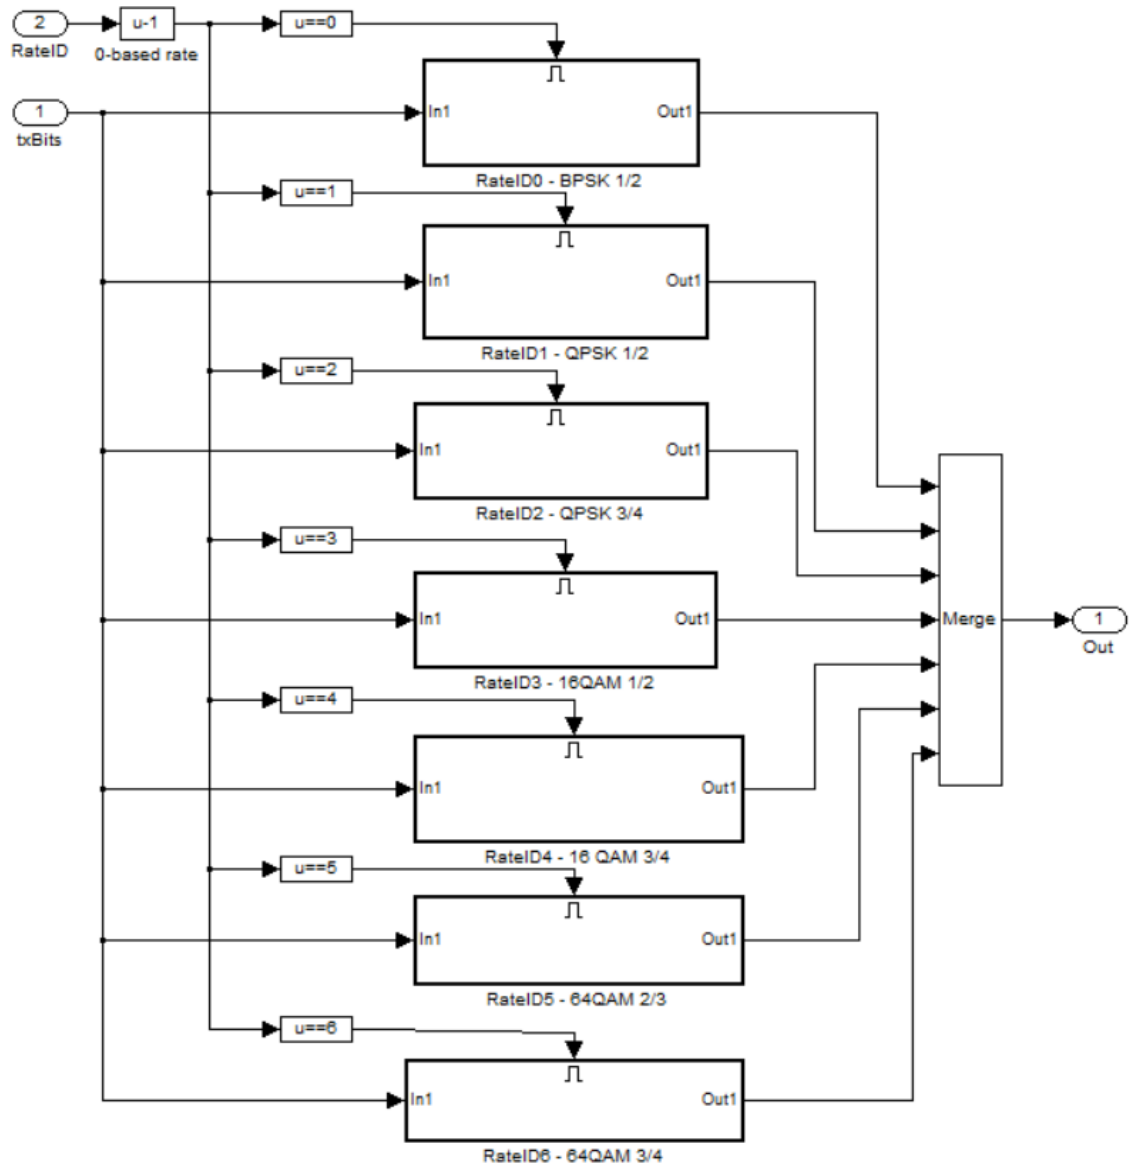 2 u-1 u==0
RateID 0-based rate
1 In1 Out1
txBits
RateID0 - BPSK 1/2
u==1
In1 Out1
RateID1 - QPSK 1/2
u==2
In1 Out1
RateID2 - QPSK 3/4
u==3
In1 Out1 Merge 1
Out
RateID3 - 16QAM 1/2
u==4
In1 Out1
RateID4 - 16 QAM 3/4
u==5
In1 Out1
RateID5 - 64QAM 2/3
u==6
In1 Out1
RateID6 - 64QAM 3/4